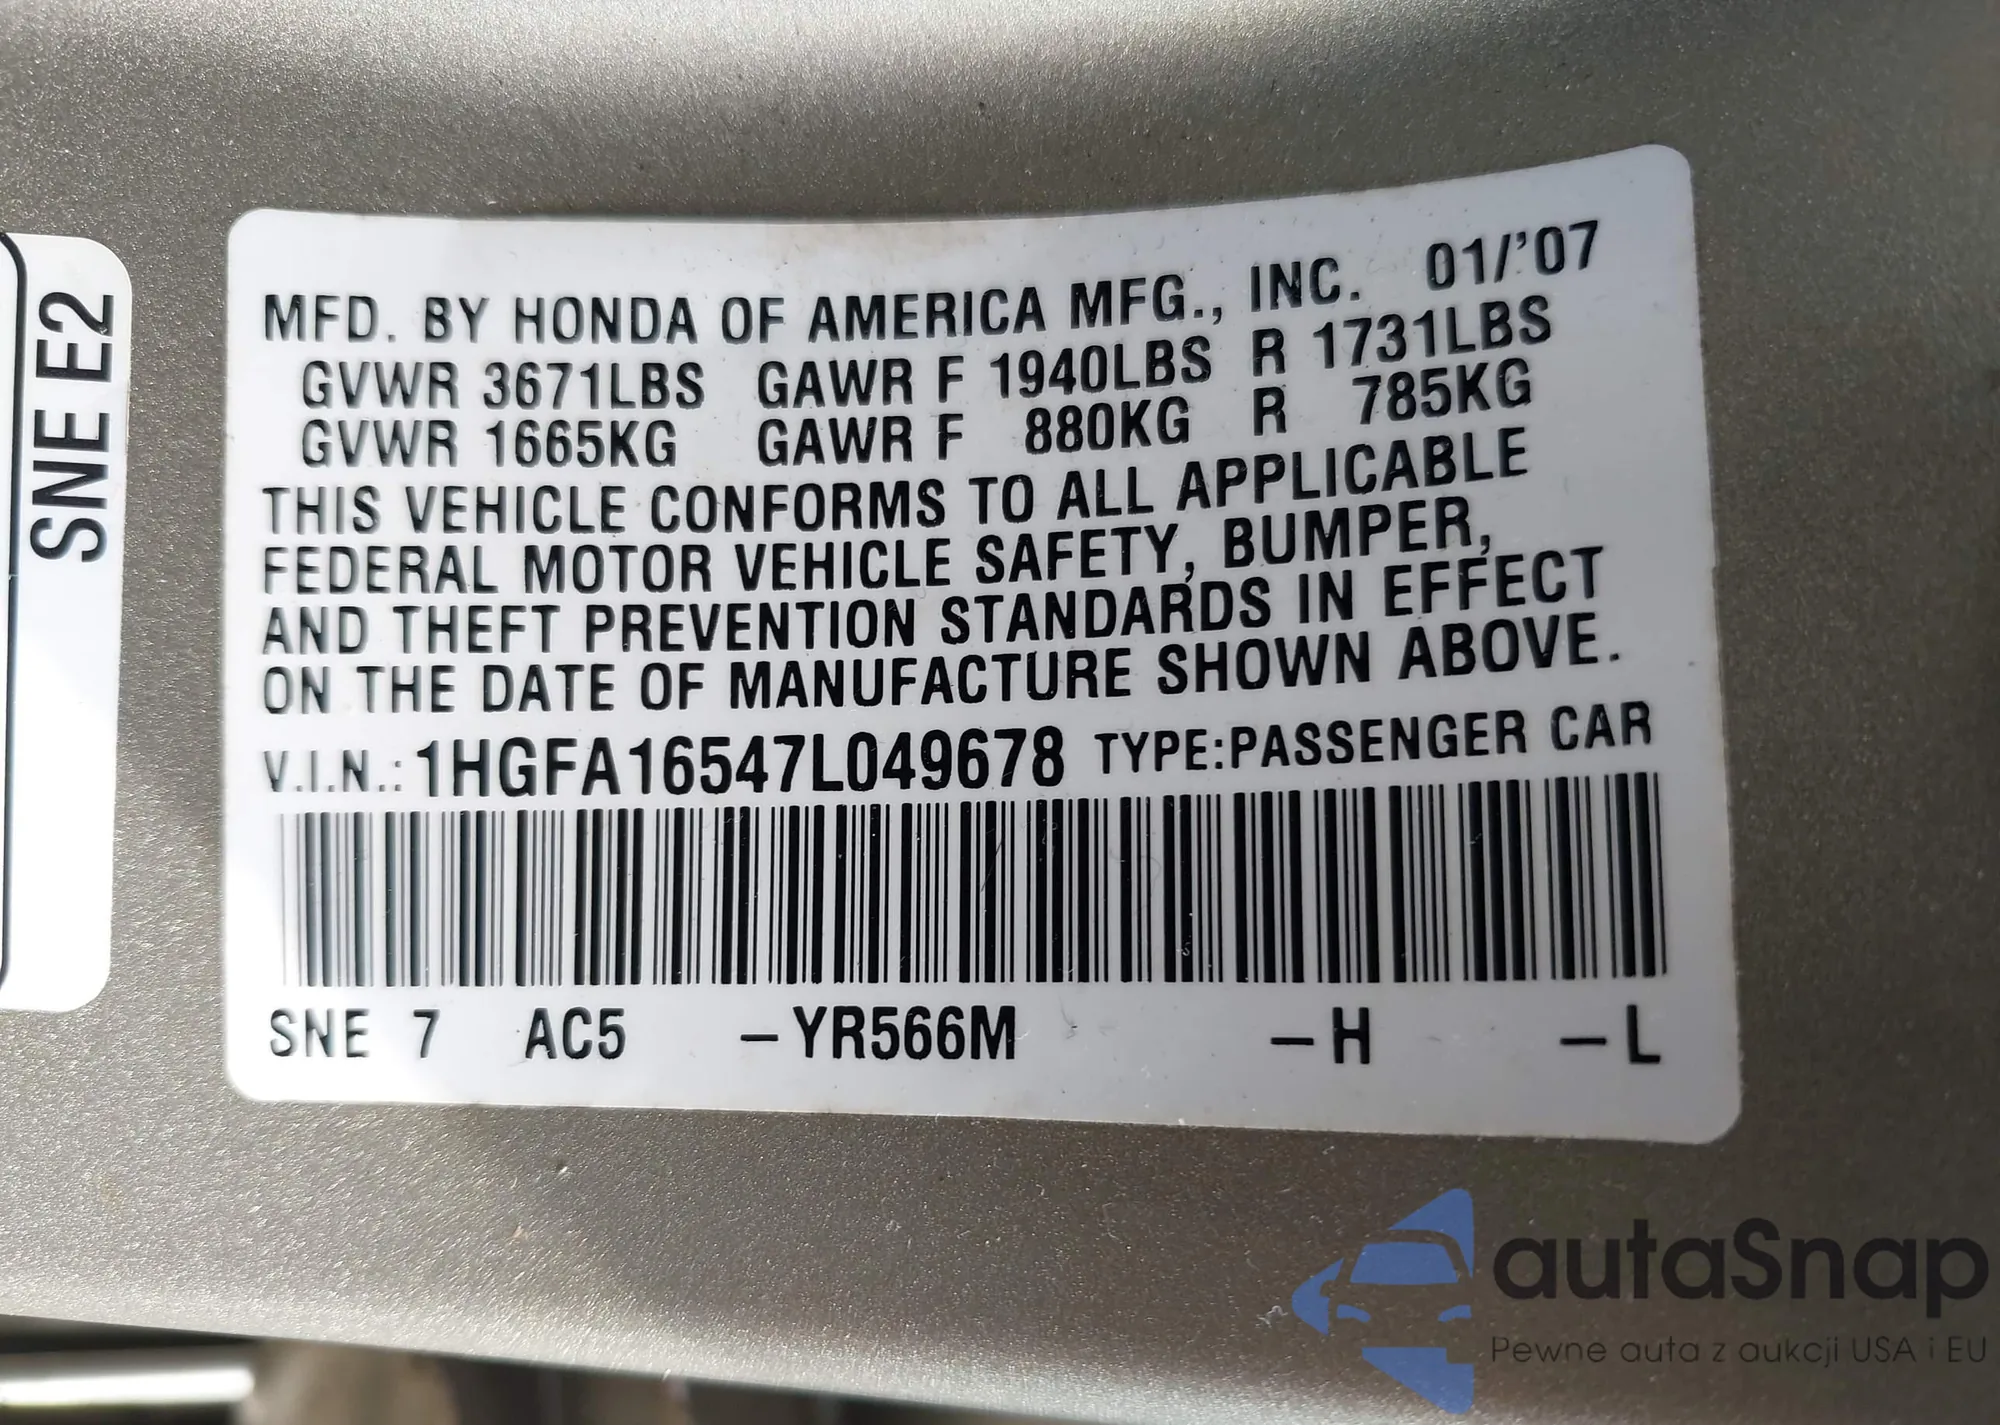 SNE E2
MFD. BY HONDA OF AMERICA MFG., INC. 01/'07
GVWR 3671LBS GAWR F 1940LBS R 1731LBS
GVWR 1665KG GAWR F 880KG R 785KG
THIS VEHICLE CONFORMS TO ALL APPLICABLE
FEDERAL MOTOR VEHICLE SAFETY, BUMPER,
AND THEFT PREVENTION STANDARDS IN EFFECT
ON THE DATE OF MANUFACTURE SHOWN ABOVE.
V.I.N.: 1HGFA16547L049678 TYPE:PASSENGER CAR
SNE 7 AC5 –YR566M –H –L
autaSnap
Pewne auta z aukcji USA i EU